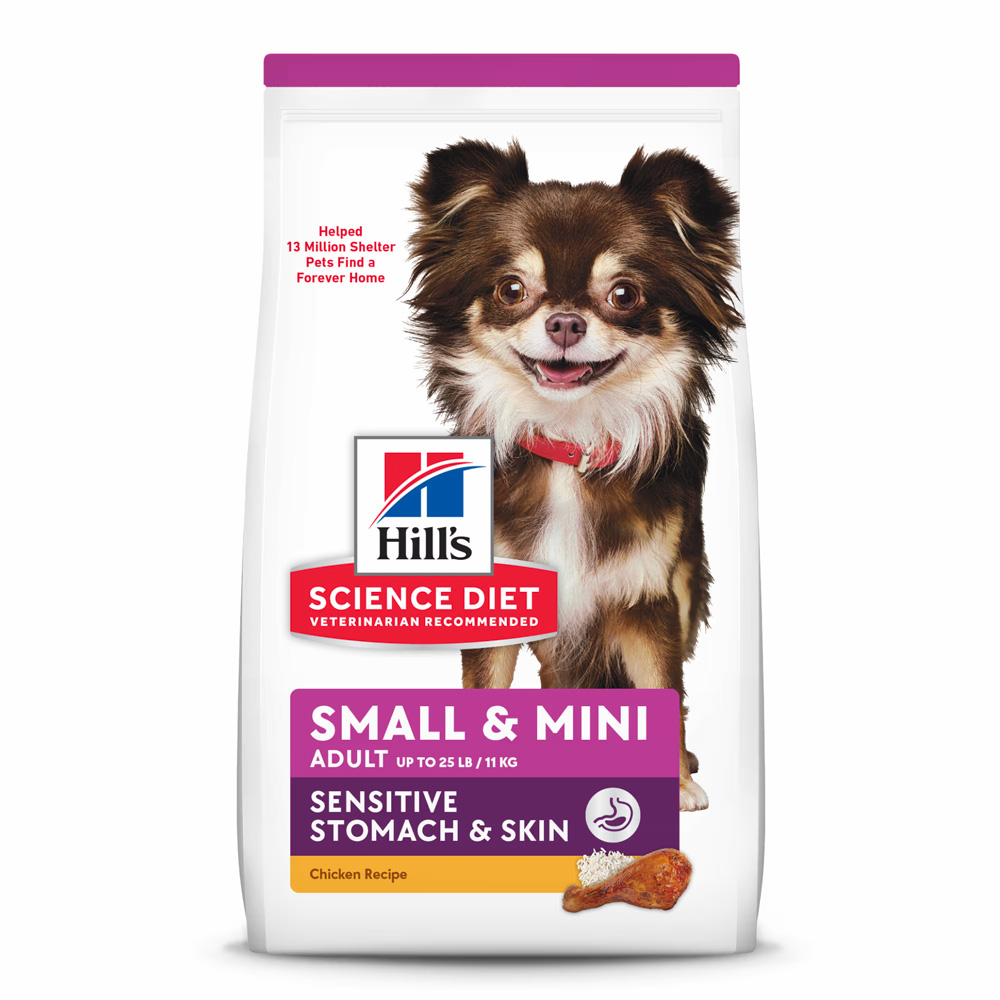 Helped
13 Million Shelter
Pets Find a
Forever Home
Hill's
SCIENCE DIET
VETERINARIAN RECOMMENDED
SMALL & MINI
ADULT UP TO 25 LB / 11 KG
SENSITIVE
STOMACH & SKIN
Chicken Recipe